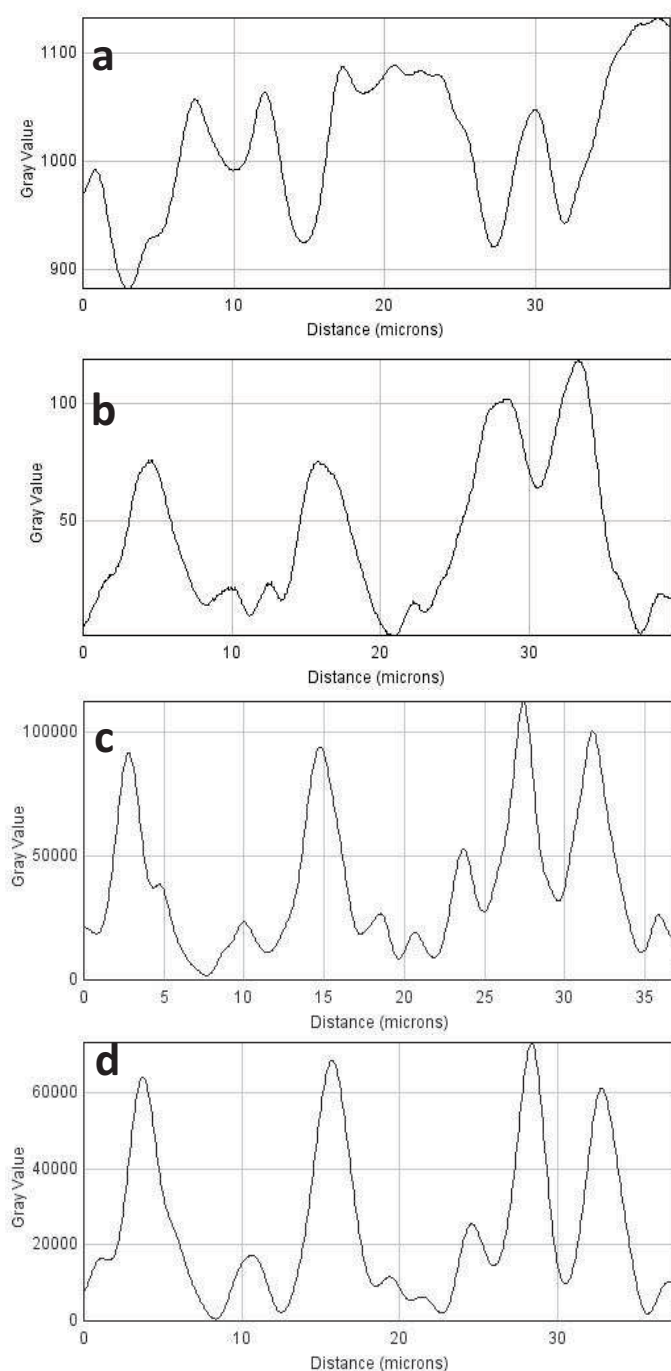 a
1100
1000
900
Gray Value
0 10 20 30
Distance (microns)
b
100
50
Gray Value
0 10 20 30
Distance (microns)
c
100000
50000
0
Gray Value
0 5 10 15 20 25 30 35
Distance (microns)
d
60000
40000
20000
0
Gray Value
0 10 20 30
Distance (microns)